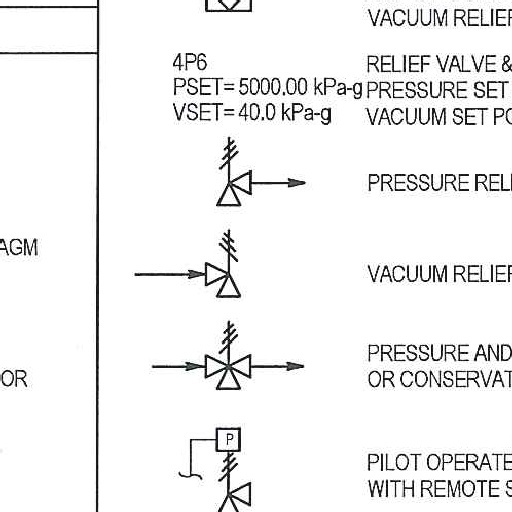 VACUUM RELIEF
4P6
PSET= 5000.00 kPa-g
VSET= 40.0 kPa-g
RELIEF VALVE &
PRESSURE SET
VACUUM SET PO
PRESSURE RELI
AGM
VACUUM RELIEF
PRESSURE AND
OR CONSERVAT
OOR
P
PILOT OPERATE
WITH REMOTE S